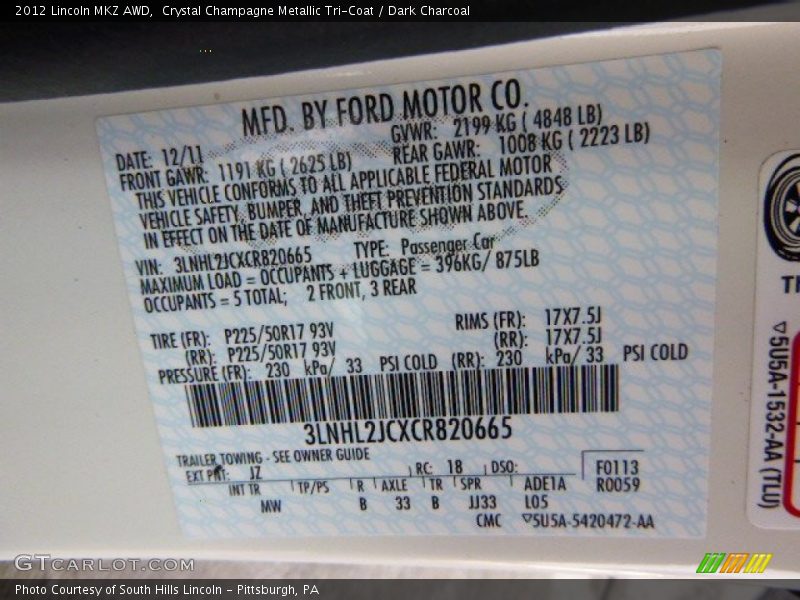 2012 Lincoln MKZ AWD,  Crystal Champagne Metallic Tri-Coat / Dark Charcoal
MFD. BY FORD MOTOR CO.
DATE: 12/11 GVWR: 2199 KG ( 4848 LB)
FRONT GAWR: 1191 KG ( 2625 LB) REAR GAWR: 1008 KG ( 2223 LB)
THIS VEHICLE CONFORMS TO ALL APPLICABLE FEDERAL MOTOR
VEHICLE SAFETY, BUMPER, AND THEFT PREVENTION STANDARDS
IN EFFECT ON THE DATE OF MANUFACTURE SHOWN ABOVE.
VIN: 3LNHL2JCXCR820665 TYPE: Passenger Car
MAXIMUM LOAD = OCCUPANTS + LUGGAGE = 396KG/ 875LB
OCCUPANTS = 5 TOTAL; 2 FRONT, 3 REAR
TIRE (FR): P225/50R17 93V RIMS (FR): 17X7.5J
(RR): P225/50R17 93V (RR): 17X7.5J
PRESSURE (FR): 230 kPa/ 33 PSI COLD (RR): 230 kPa/ 33 PSI COLD
3LNHL2JCXCR820665
TRAILER TOWING - SEE OWNER GUIDE
EXT PNT: JZ RC: 18 DSO: F0113
INT TR TP/PS R AXLE TR SPR ADE1A R0059
MW B 33 B JJ33 L05
CMC ▽5U5A-5420472-AA
▽5U5A-1532-AA (TLU)
GTCARLOT.COM
Photo Courtesy of South Hills Lincoln - Pittsburgh, PA